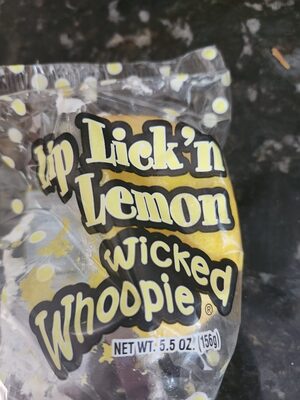 Lip Lick'n
Lemon
Wicked
Whoopie®
NET WT. 5.5 OZ. (156g)